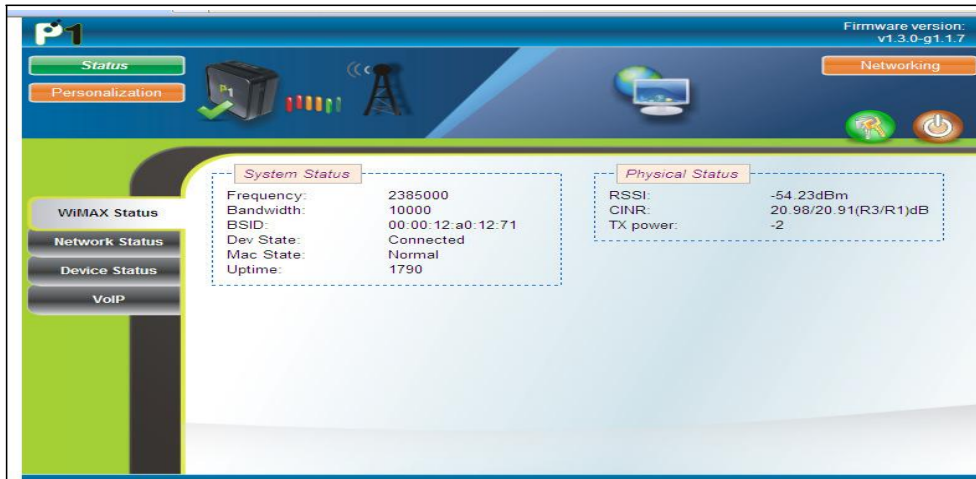 P1
Firmware version:
v1.3.0-g1.1.7
Status
Personalization
P1
Networking
WiMAX Status
Network Status
Device Status
VoIP
System Status
Frequency: 2385000
Bandwidth: 10000
BSID: 00:00:12:a0:12:71
Dev State: Connected
Mac State: Normal
Uptime: 1790
Physical Status
RSSI: -54.23dBm
CINR: 20.98/20.91(R3/R1)dB
TX power: -2